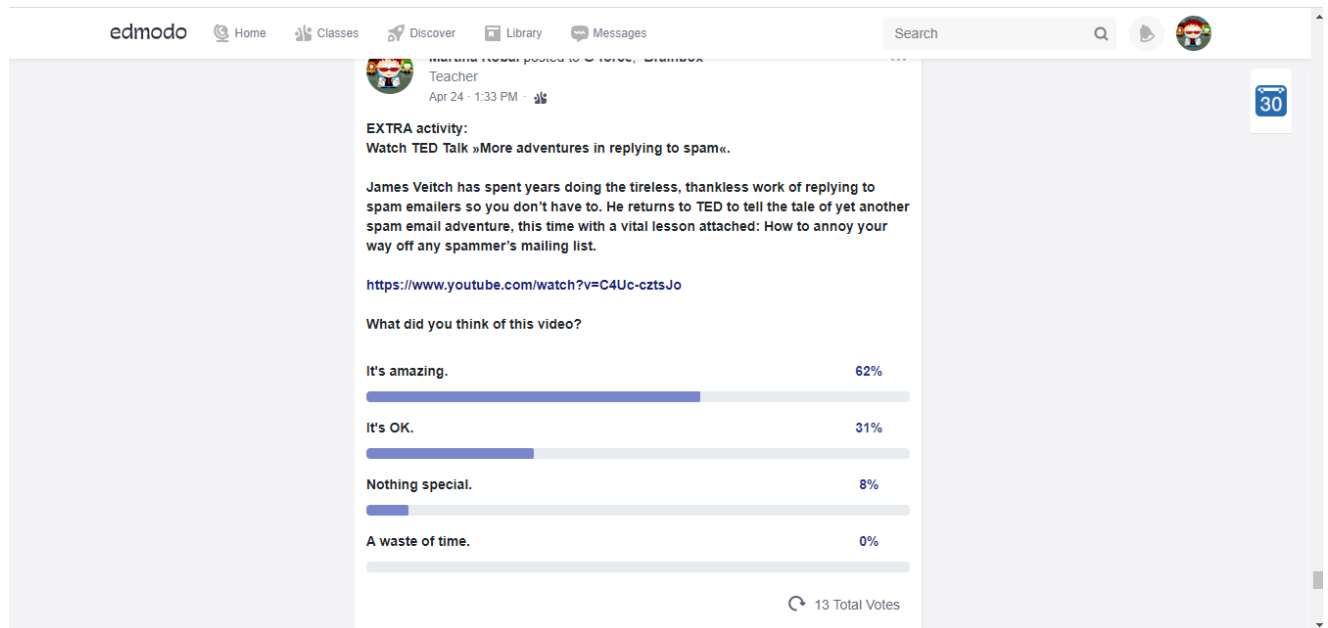 edmodo Home Classes Discover Library Messages Search
posted to
Teacher
Apr 24 · 1:33 PM ·
30
EXTRA activity:
Watch TED Talk »More adventures in replying to spam«.
James Veitch has spent years doing the tireless, thankless work of replying to
spam emailers so you don't have to. He returns to TED to tell the tale of yet another
spam email adventure, this time with a vital lesson attached: How to annoy your
way off any spammer's mailing list.
https://www.youtube.com/watch?v=C4Uc-cztsJo
What did you think of this video?
It's amazing. 62%
It's OK. 31%
Nothing special. 8%
A waste of time. 0%
13 Total Votes